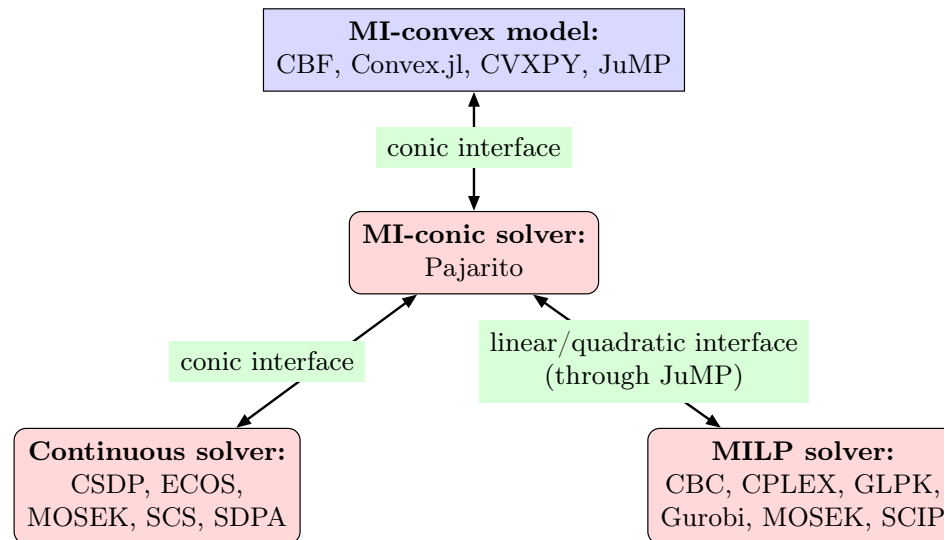 MI-convex model:
CBF, Convex.jl, CVXPY, JuMP
conic interface
MI-conic solver:
Pajarito
conic interface
linear/quadratic interface
(through JuMP)
Continuous solver:
CSDP, ECOS,
MOSEK, SCS, SDPA
MILP solver:
CBC, CPLEX, GLPK,
Gurobi, MOSEK, SCIP